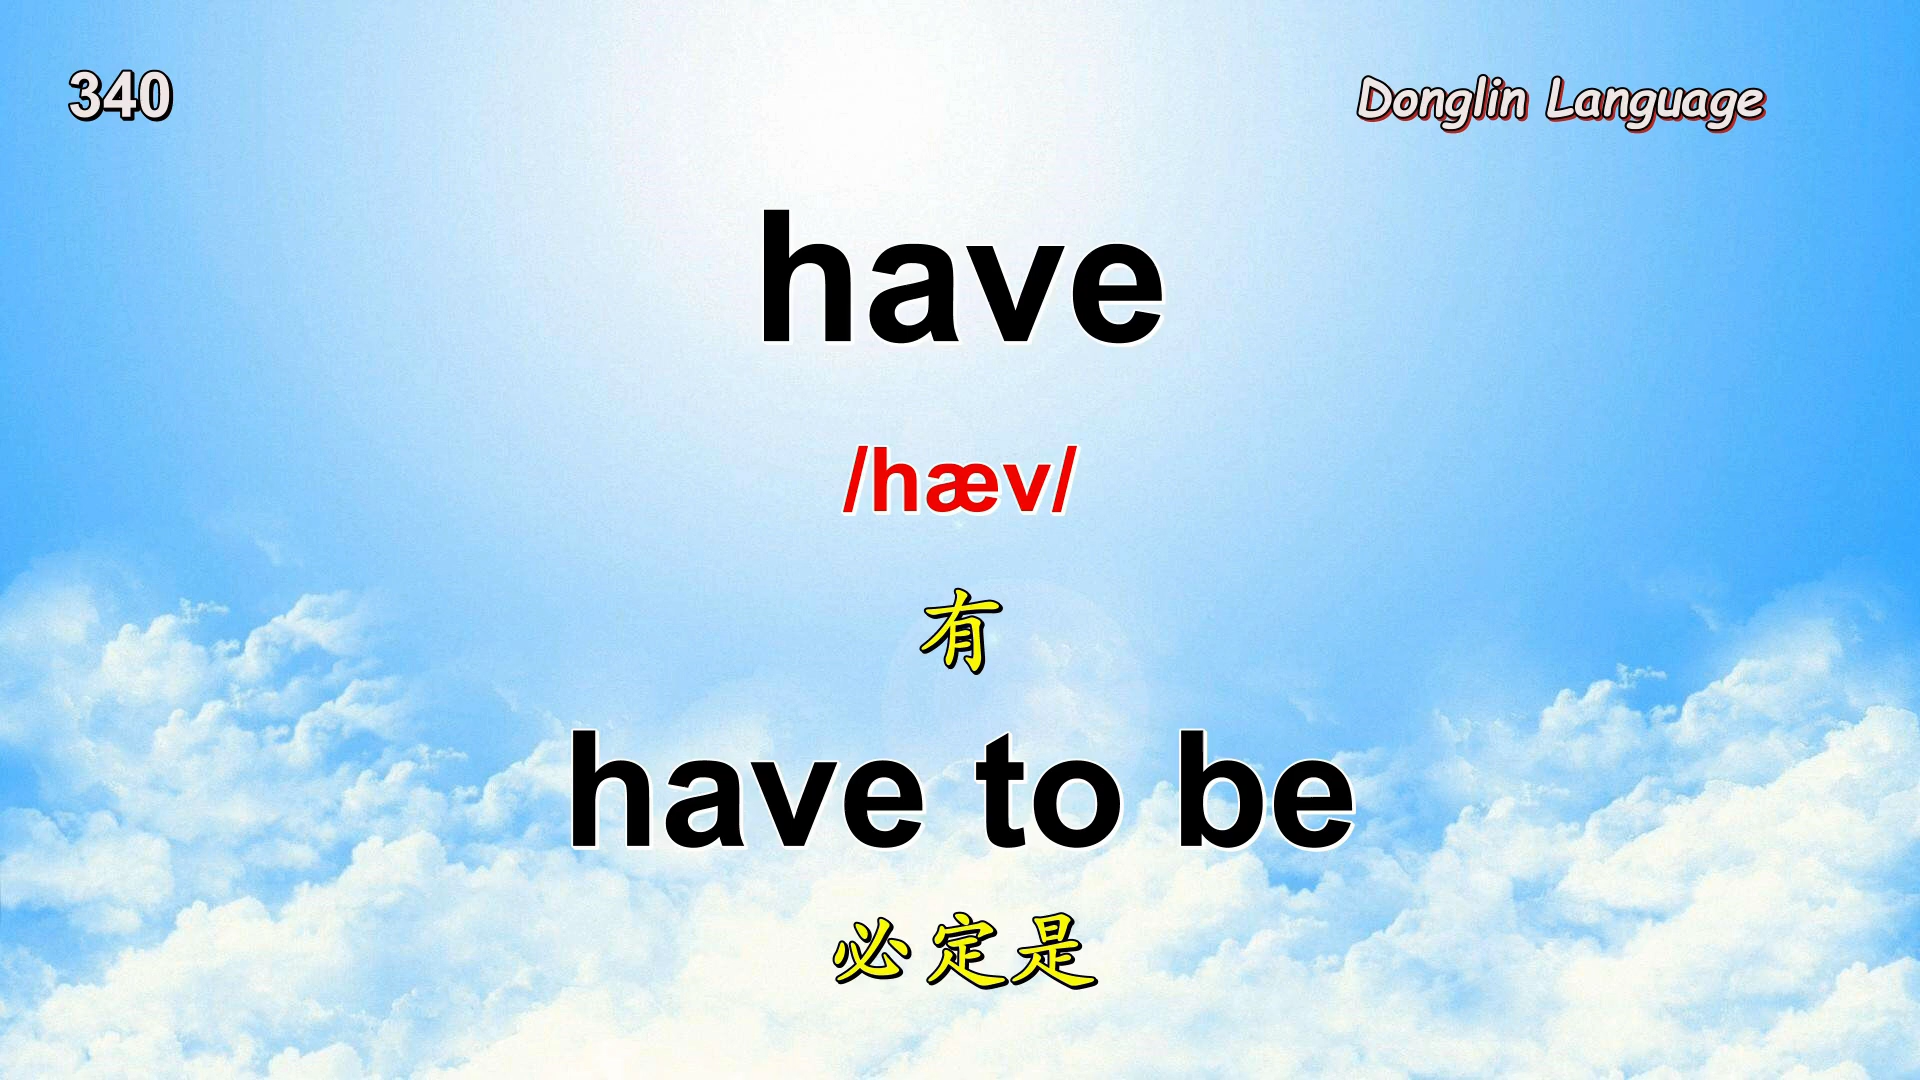 340
Donglin Language
have
/hæv/
有
have to be
必定是